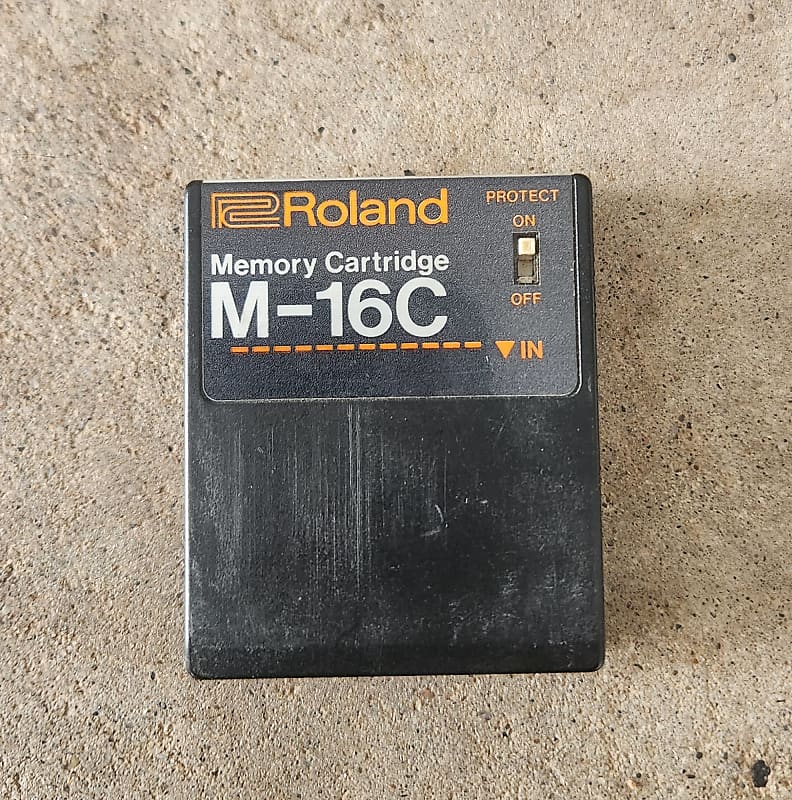 Roland
PROTECT
ON
OFF
Memory Cartridge
M-16C
▼IN